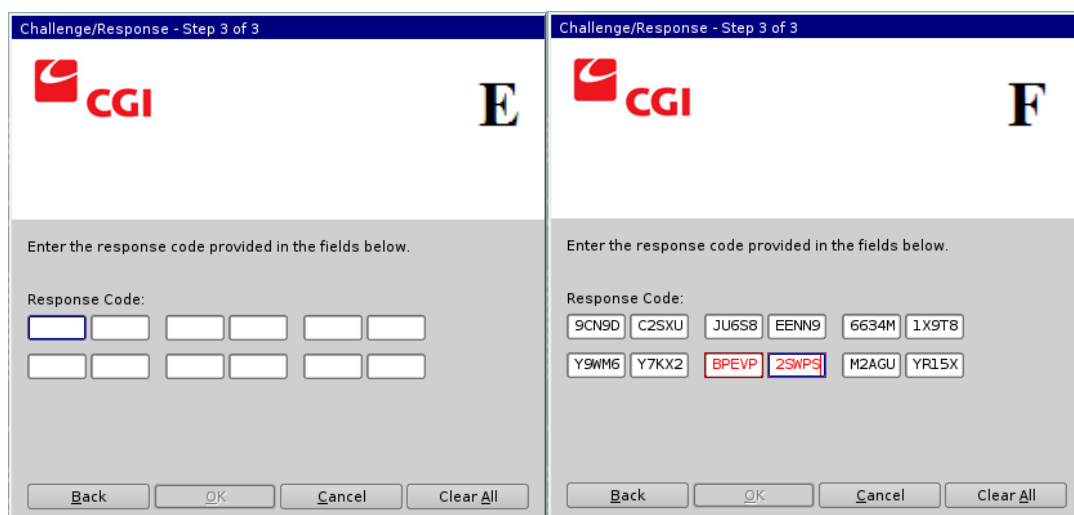 Challenge/Response - Step 3 of 3
CGI
E
Enter the response code provided in the fields below.
Response Code:
Back OK Cancel Clear All
Challenge/Response - Step 3 of 3
CGI
F
Enter the response code provided in the fields below.
Response Code:
9CN9D C2SXU JU6S8 EENN9 6634M 1X9T8
Y9WM6 Y7KX2 BPEVP 2SWPS M2AGU YR15X
Back OK Cancel Clear All